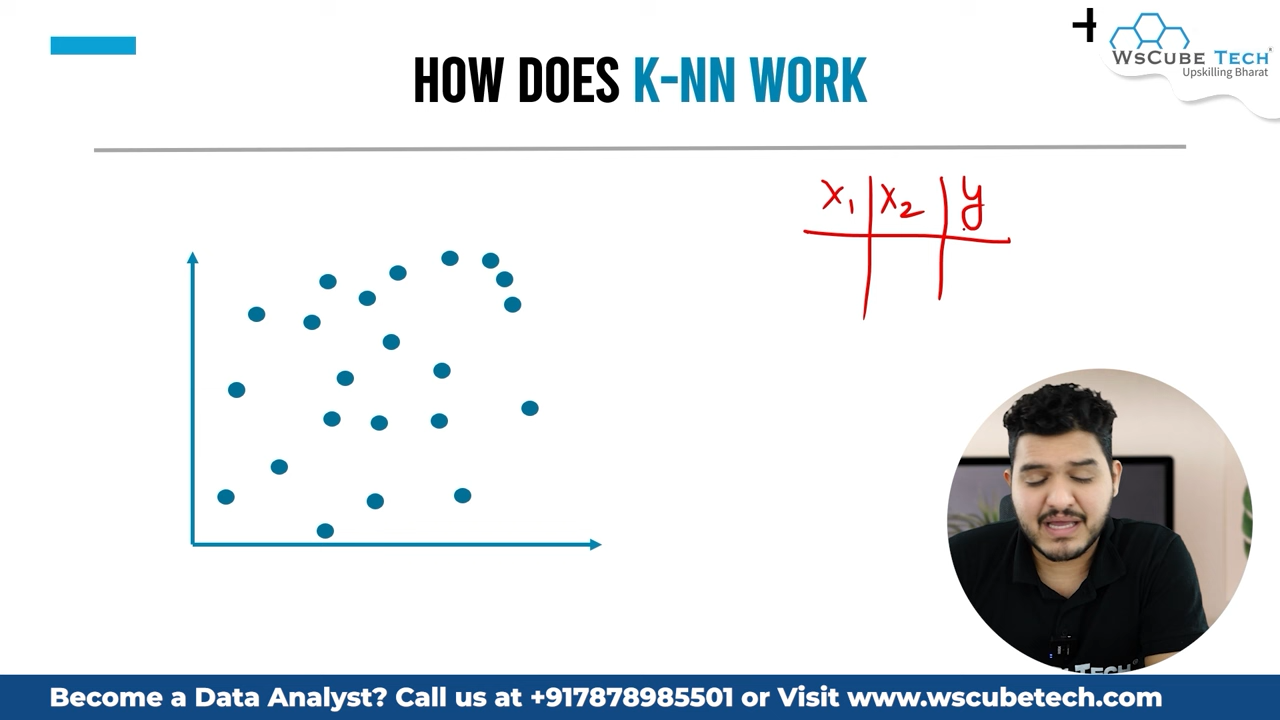 WsCube Tech
Upskilling Bharat
HOW DOES K-NN WORK
x₁ x₂ y
Become a Data Analyst? Call us at +917878985501 or Visit www.wscubetech.com